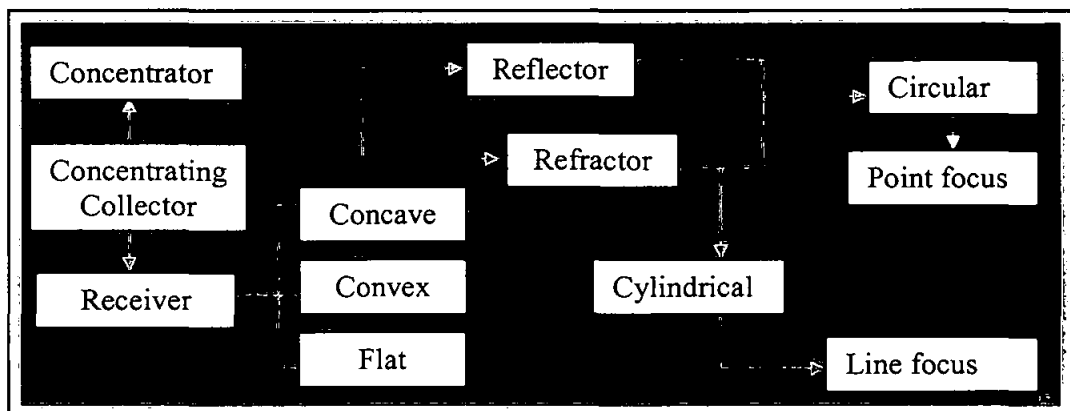 Concentrator
Reflector
Circular
Concentrating
Collector
Refractor
Point focus
Concave
Receiver
Convex
Cylindrical
Flat
Line focus